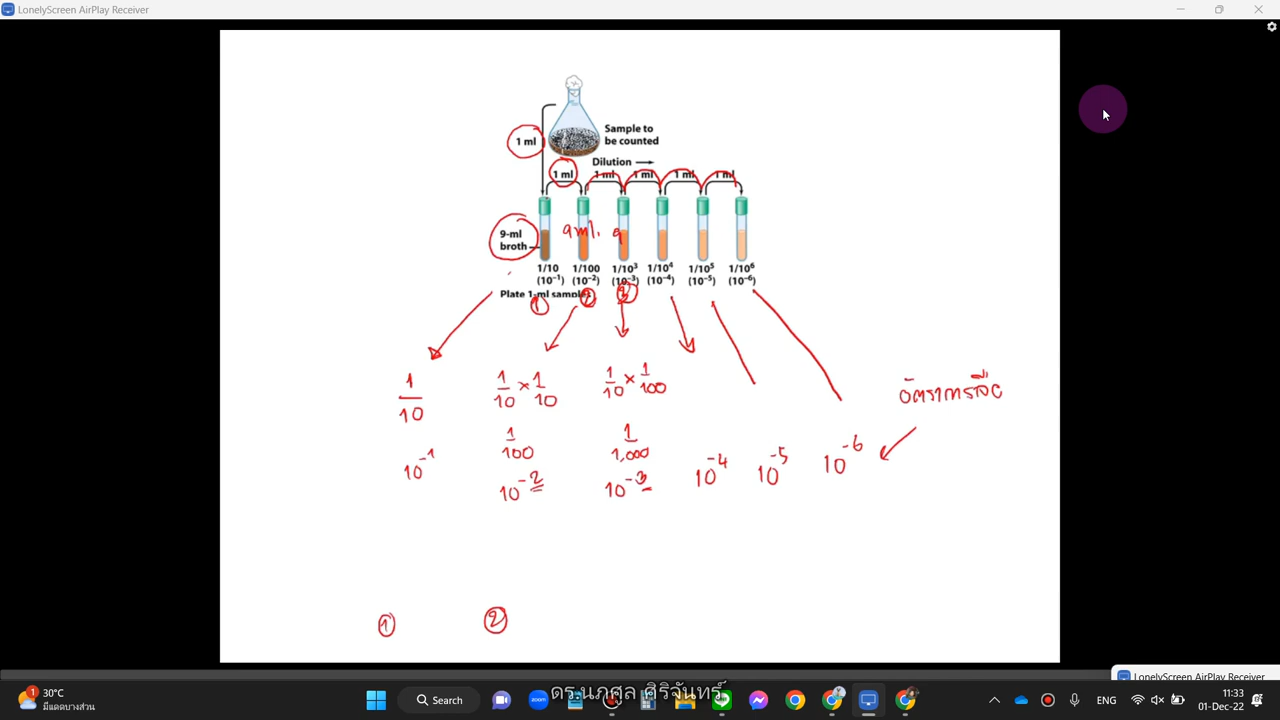 LonelyScreen AirPlay Receiver
1 ml
Sample to
be counted
Dilution
1 ml 1 ml 1 ml 1 ml 1 ml
9-ml
broth
9ml. 9
1/10 1/100 1/10³ 1/10⁴ 1/10⁵ 1/10⁶
(10⁻¹) (10⁻²) (10⁻³) (10⁻⁴) (10⁻⁵) (10⁻⁶)
Plate 1-ml samples
① ② ③
1/10 1/10 × 1/10 1/10 × 1/100
อัตราการเจือ
1/100 1/1,000
10⁻¹ 10⁻² 10⁻³ 10⁻⁴ 10⁻⁵ 10⁻⁶
① ②
LonelyScreen AirPlay Receiver
1
30°C
มีแดดบางส่วน
Search
zoom
ดร.นภศูล ศิริจันทร์
ENG
11:33
01-Dec-22